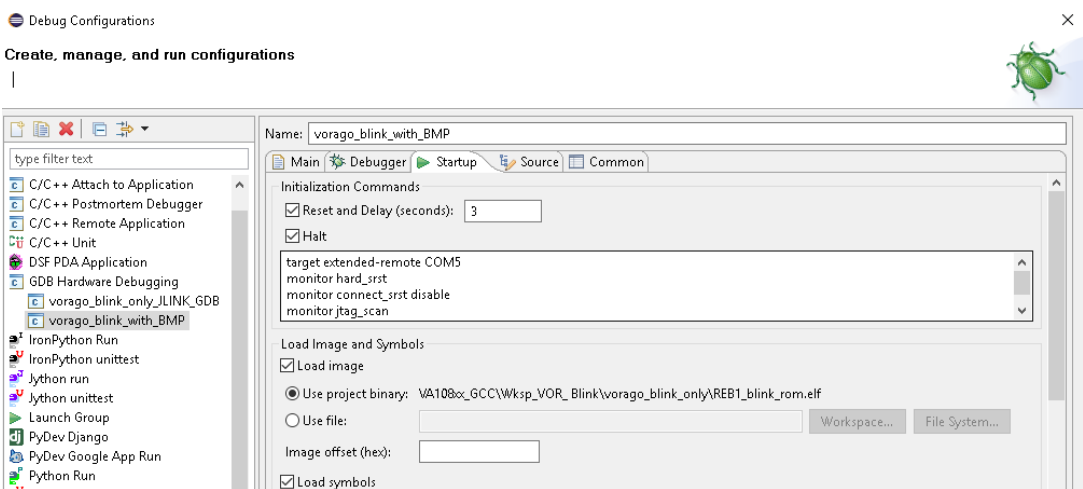 Debug Configurations
Create, manage, and run configurations
Name: vorago_blink_with_BMP
type filter text
C/C++ Attach to Application
C/C++ Postmortem Debugger
C/C++ Remote Application
C/C++ Unit
DSF PDA Application
GDB Hardware Debugging
vorago_blink_only_JLINK_GDB
vorago_blink_with_BMP
IronPython Run
IronPython unittest
Jython run
Jython unittest
Launch Group
PyDev Django
PyDev Google App Run
Python Run
Main Debugger Startup Source Common
Initialization Commands
Reset and Delay (seconds): 3
Halt
target extended-remote COM5
monitor hard_srst
monitor connect_srst disable
monitor jtag_scan
Load Image and Symbols
Load image
Use project binary: \VA108xx_GCC\Wksp_VOR_ Blink\vorago_blink_only\REB1_blink_rom.elf
Use file: Workspace... File System...
Image offset (hex):
Load symbols